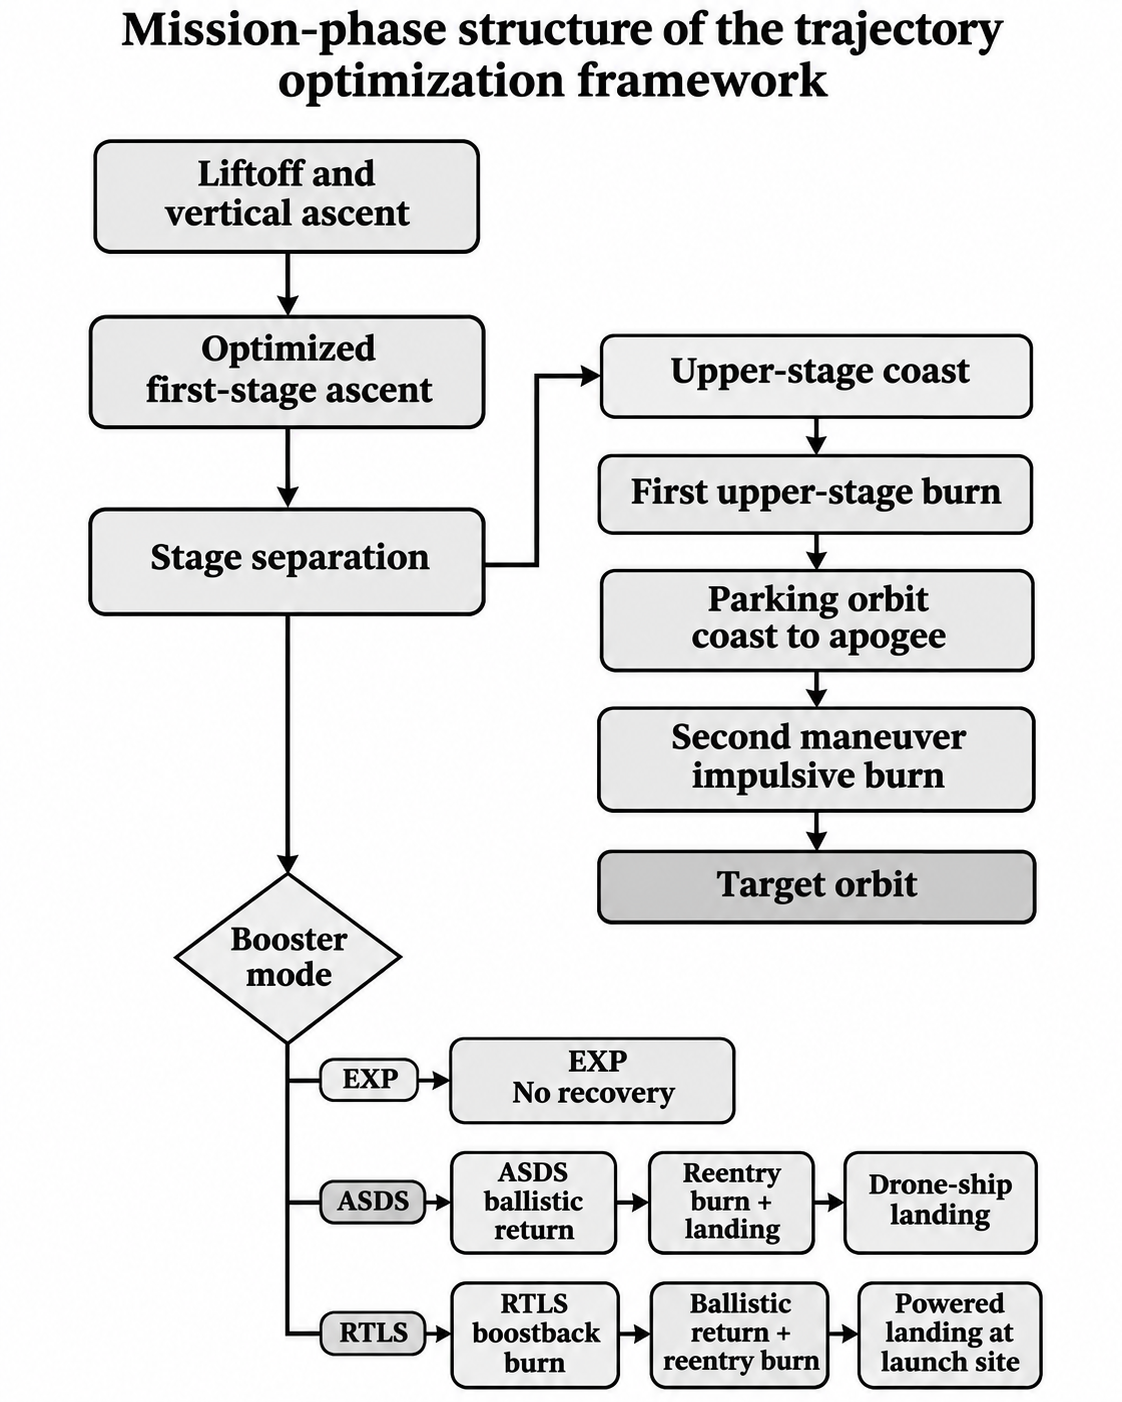 Mission-phase structure of the trajectory
optimization framework
Liftoff and
vertical ascent
Optimized
first-stage ascent
Stage separation
Upper-stage coast
First upper-stage burn
Parking orbit
coast to apogee
Second maneuver
impulsive burn
Target orbit
Booster
mode
EXP
EXP
No recovery
ASDS
ASDS
ballistic
return
Reentry
burn +
landing
Drone-ship
landing
RTLS
RTLS
boostback
burn
Ballistic
return +
reentry burn
Powered
landing at
launch site